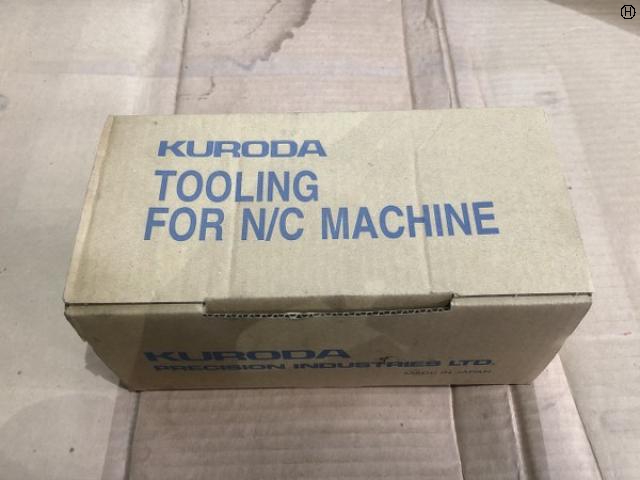 H
KURODA
TOOLING
FOR N/C MACHINE
KURODA
PRECISION INDUSTRIES LTD.
MADE IN JAPAN